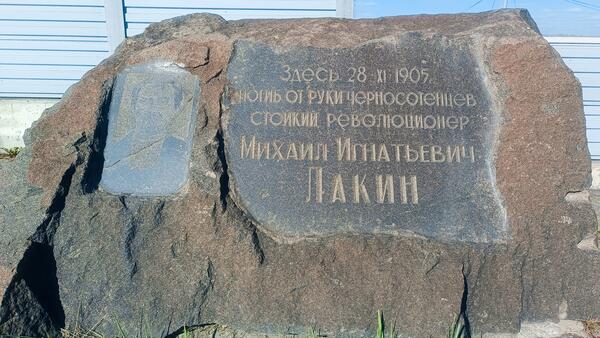 Здесь 28 XI 1905
погиб от руки черносотенцев
стойкий революционер
Михаил Игнатьевич
Лакин